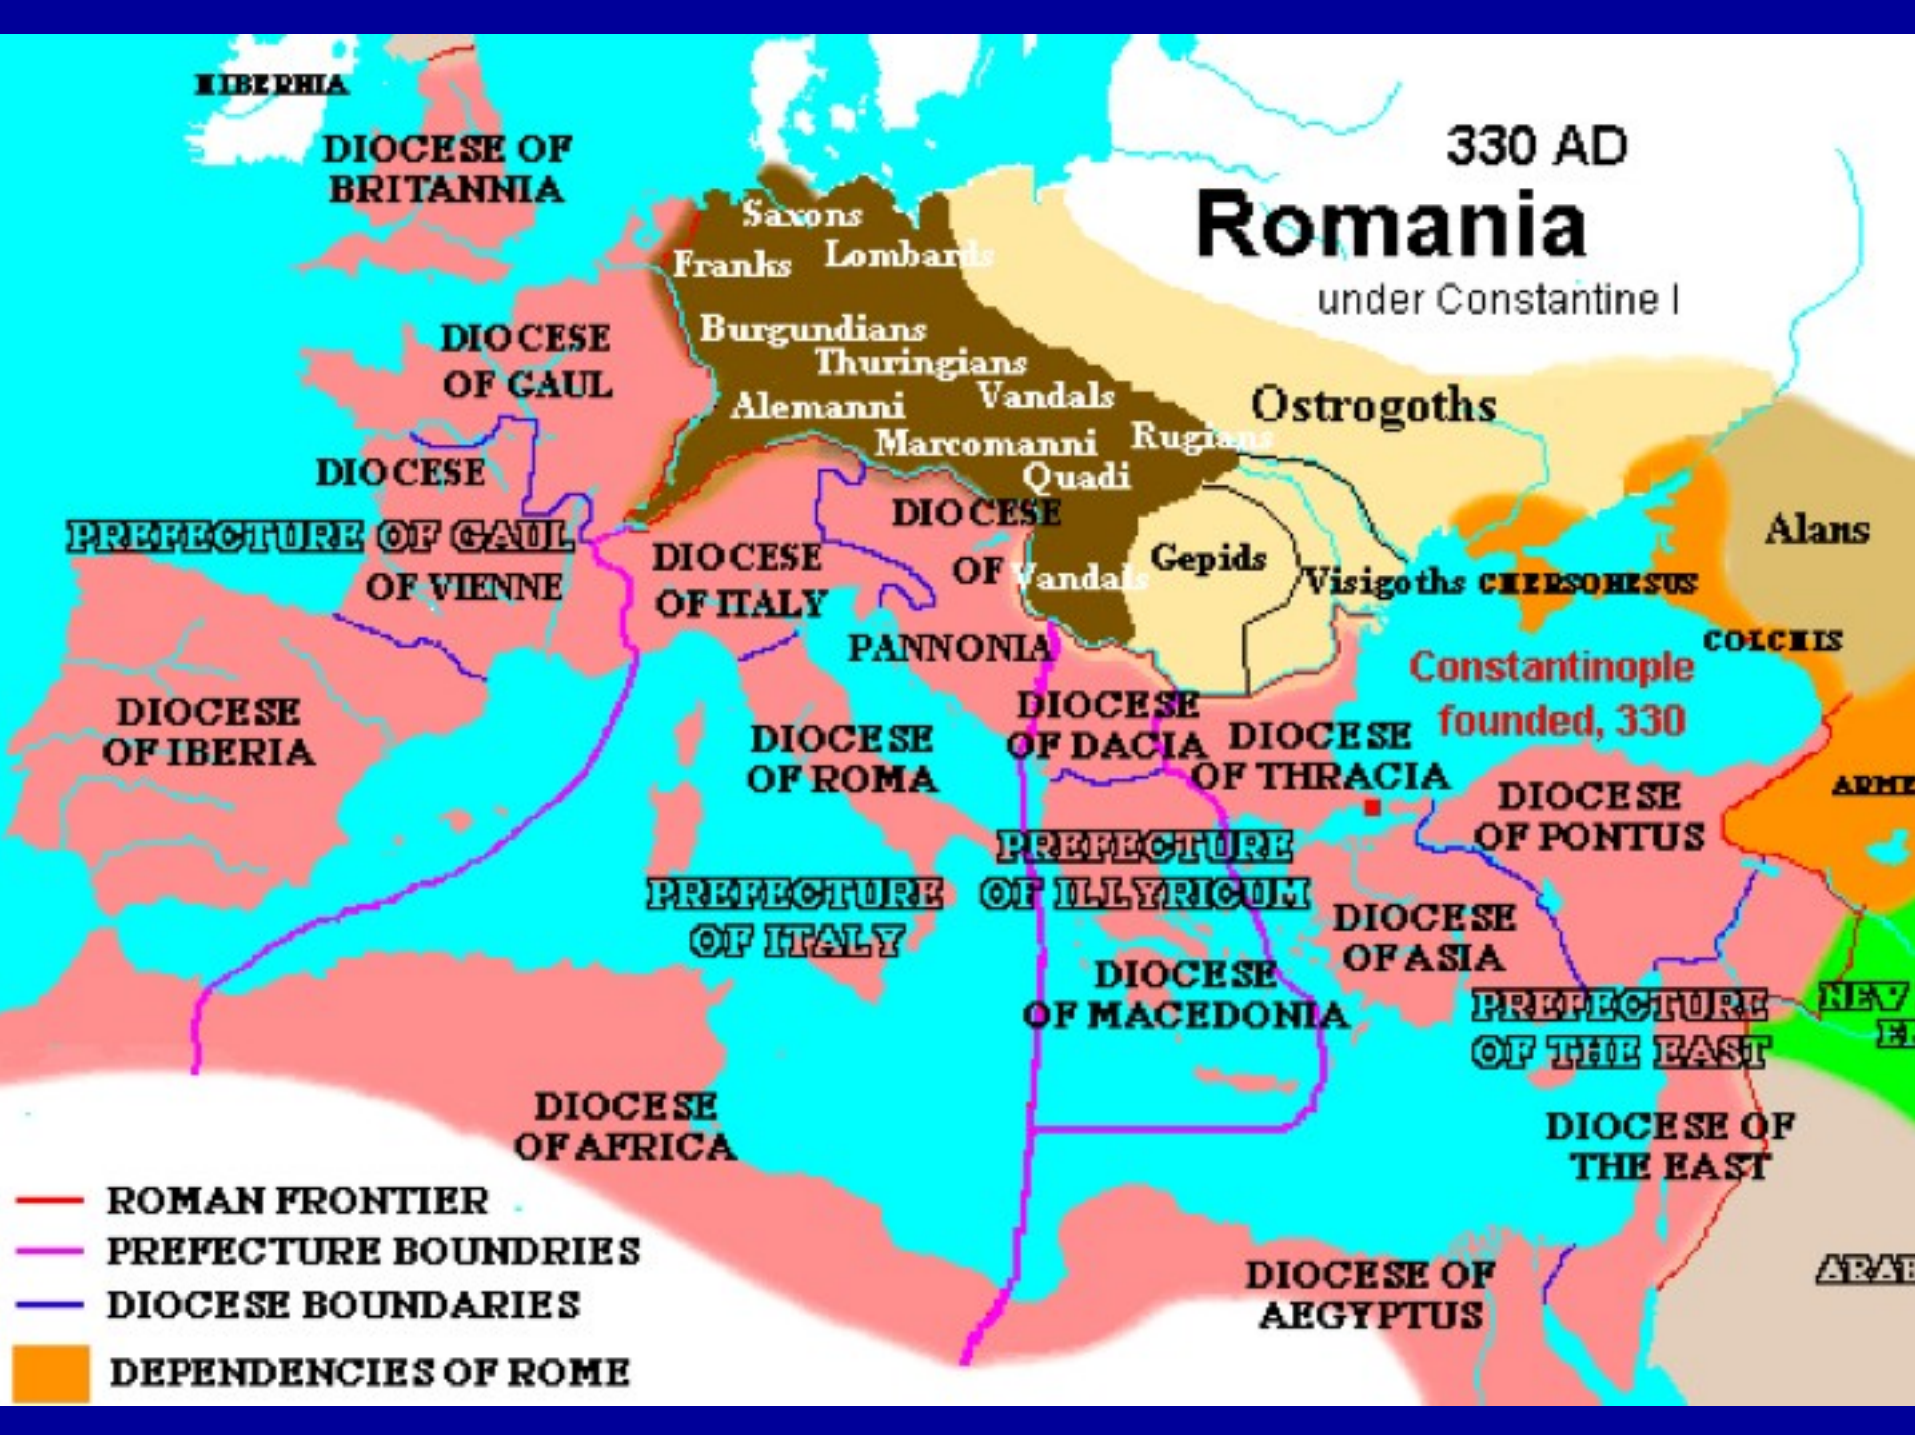 HIBERNIA
DIOCESE OF
BRITANNIA
330 AD
Romania
under Constantine I
Saxons
Franks
Lombards
Burgundians
Thuringians
Vandals
Alemanni
Marcomanni
Rugians
Quadi
Ostrogoths
DIOCESE
OF GAUL
DIOCESE
OF VIENNE
PREFECTURE OF GAUL
DIOCESE
OF ITALY
DIOCESE
OF
PANNONIA
Vandals
Gepids
Visigoths
CHERSONESUS
Alans
COLCHIS
Constantinople
founded, 330
DIOCESE
OF IBERIA
DIOCESE
OF ROMA
DIOCESE
OF DACIA
DIOCESE
OF THRACIA
DIOCESE
OF PONTUS
ARME
PREFECTURE
OF ITALY
PREFECTURE
OF ILLYRICUM
DIOCESE
OF ASIA
DIOCESE
OF MACEDONIA
PREFECTURE
OF THE EAST
NEW
DIOCESE
OF AFRICA
DIOCESE OF
THE EAST
DIOCESE OF
AEGYPTUS
ARAB
ROMAN FRONTIER
PREFECTURE BOUNDRIES
DIOCESE BOUNDARIES
DEPENDENCIES OF ROME